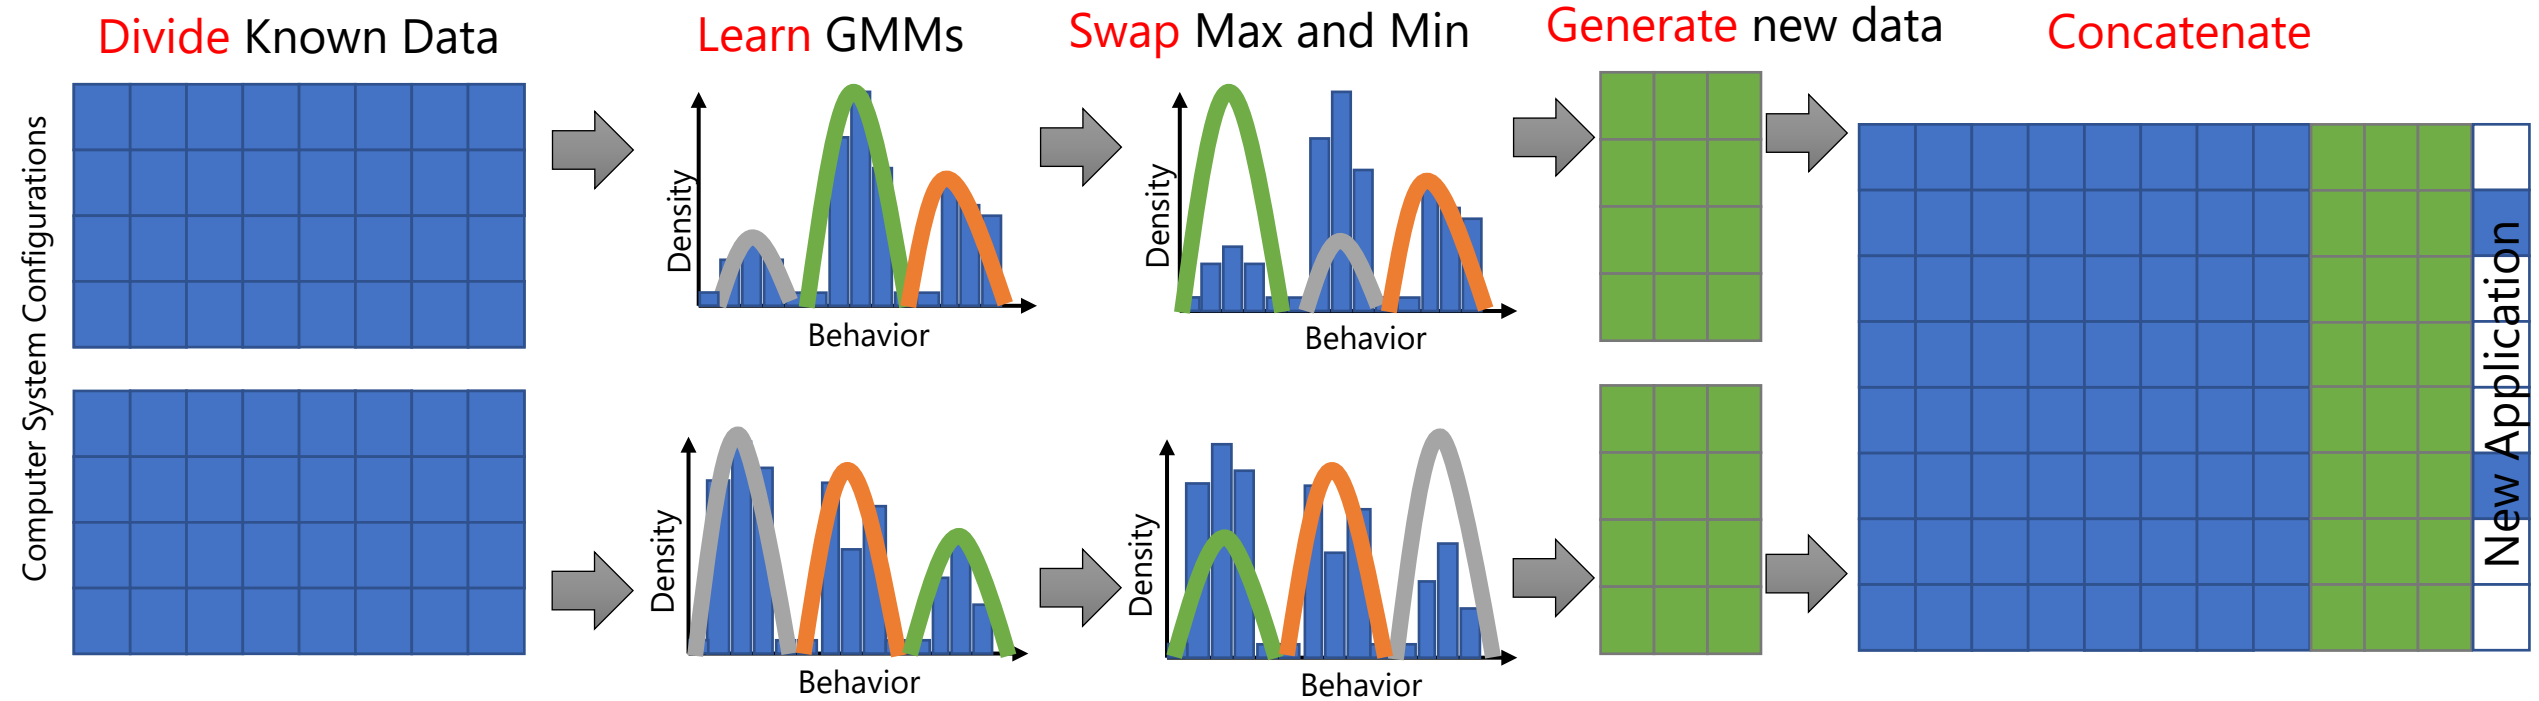 Divide Known Data
Learn GMMs
Swap Max and Min
Generate new data
Concatenate
Computer System Configurations
Density
Behavior
Density
Behavior
Density
Behavior
Density
Behavior
New Application